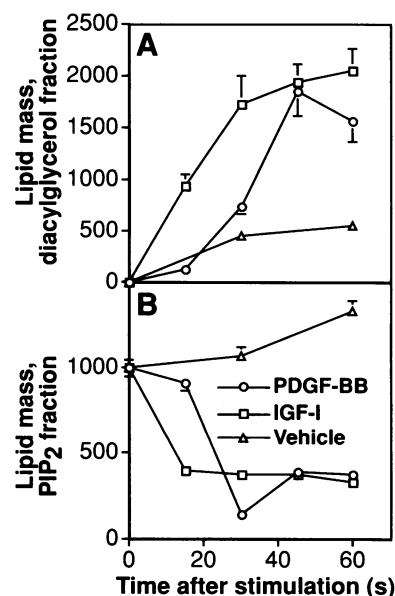 A
Lipid mass,
diacylglycerol fraction
2500
2000
1500
1000
500
0
B
Lipid mass,
PIP2 fraction
1000
500
0
PDGF-BB
IGF-I
Vehicle
0 20 40 60
Time after stimulation (s)